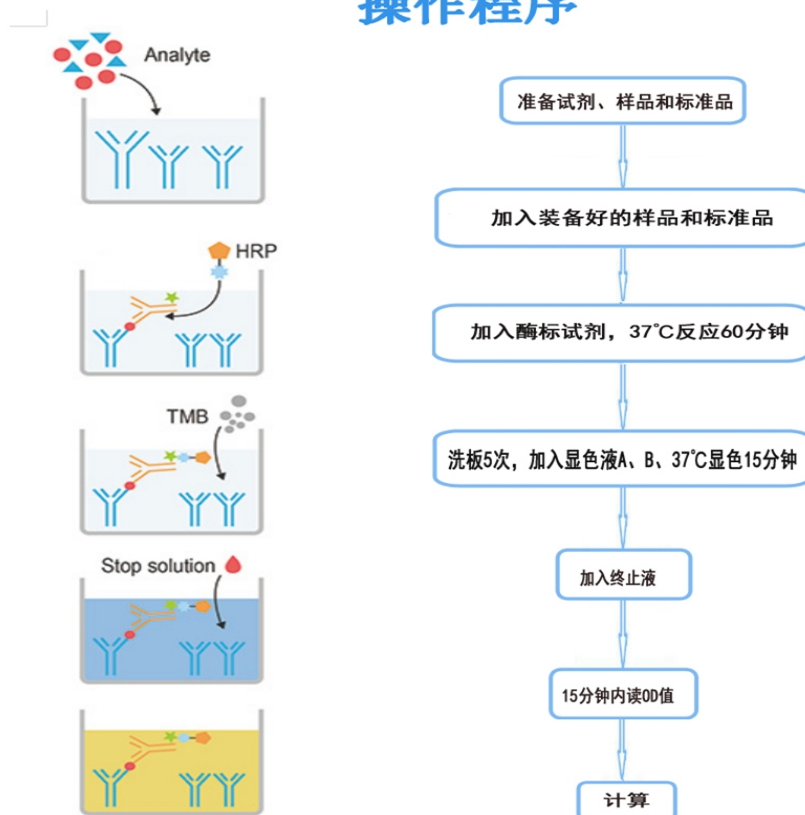 操作程序
Analyte
HRP
TMB
Stop solution
准备试剂、样品和标准品
加入装备好的样品和标准品
加入酶标试剂，37℃反应60分钟
洗板5次，加入显色液A、B、37℃显色15分钟
加入终止液
15分钟内读OD值
计算